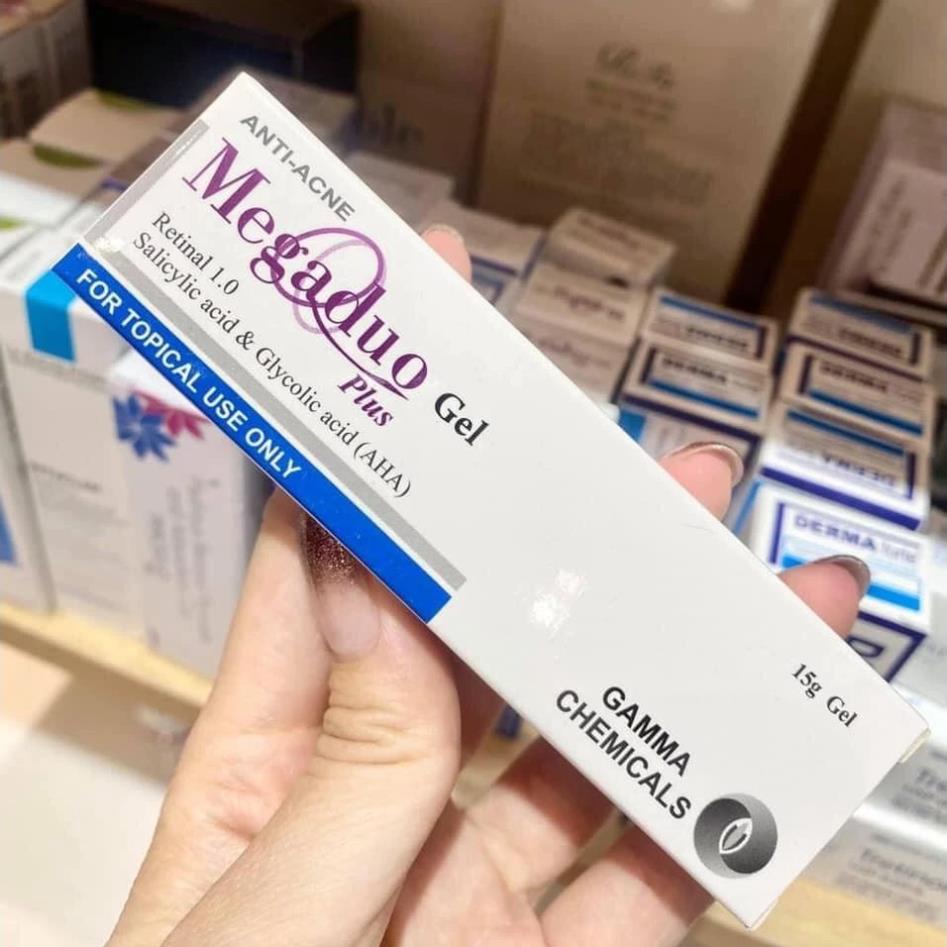 ANTI-ACNE
Megaduo Gel
Plus
Retinal 1.0
Salicylic acid & Glycolic acid (AHA)
FOR TOPICAL USE ONLY
15g Gel
GAMMA
CHEMICALS
DERMA